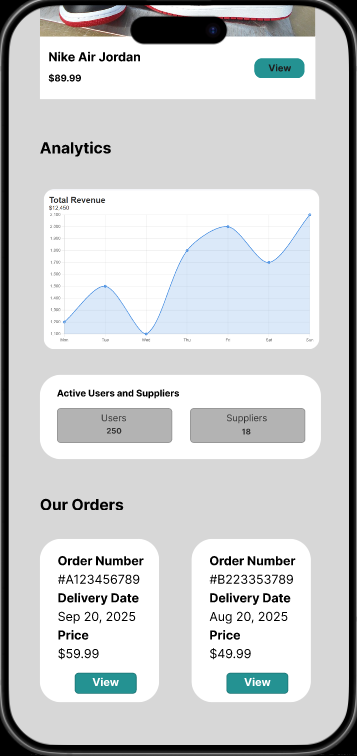 Nike Air Jordan
$89.99
View
Analytics
Total Revenue
$12,450
2,100
2,000
1,900
1,800
1,700
1,600
1,500
1,400
1,300
1,200
1,100
Mon Tue Wed Thu Fri Sat Sun
Active Users and Suppliers
Users
250
Suppliers
18
Our Orders
Order Number
#A123456789
Delivery Date
Sep 20, 2025
Price
$59.99
View
Order Number
#B223353789
Delivery Date
Aug 20, 2025
Price
$49.99
View